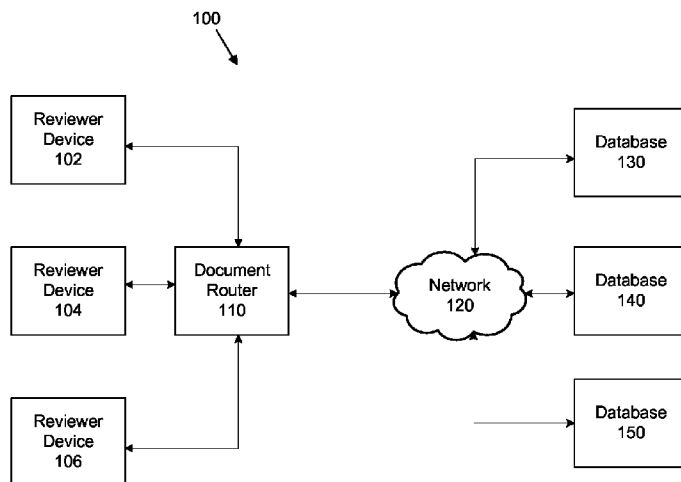 100
Reviewer
Device
102
Reviewer
Device
104
Reviewer
Device
106
Document
Router
110
Network
120
Database
130
Database
140
Database
150